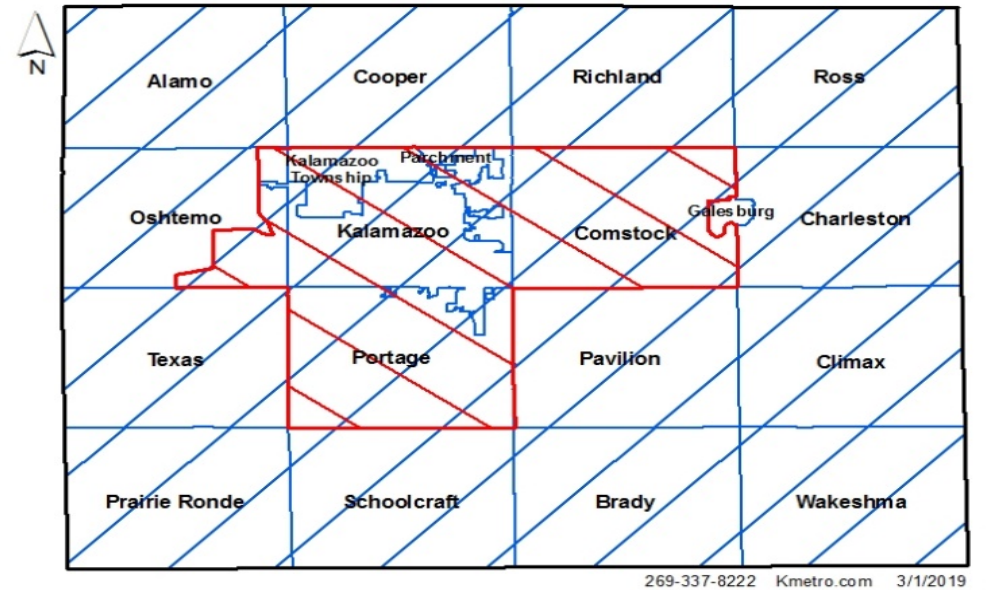 N
Alamo
Cooper
Richland
Ross
Kalamazoo
Township
Parchment
Oshtemo
Kalamazoo
Comstock
Galesburg
Charleston
Texas
Portage
Pavilion
Climax
Prairie Ronde
Schoolcraft
Brady
Wakeshma
269-337-8222 Kmetro.com 3/1/2019